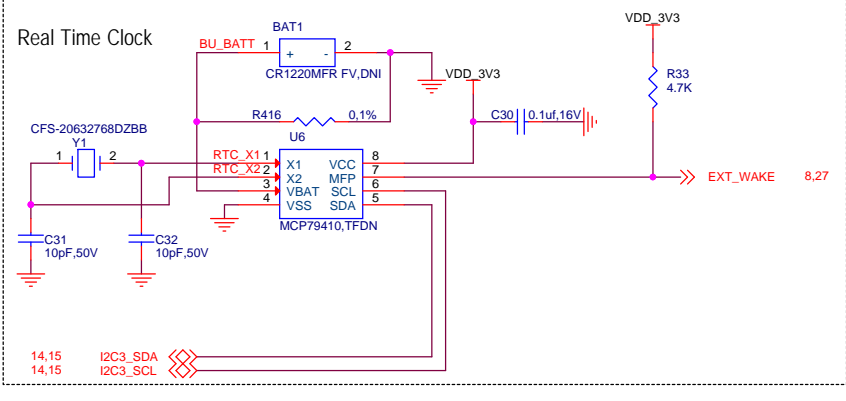 Real Time Clock
BAT1
BU_BATT 1 + - 2
CR1220MFR FV,DNI
VDD_3V3
VDD_3V3
R33
4.7K
R416 0,1%
C30 0.1uf,16V
CFS-20632768DZBB
Y1
1 2
U6
RTC_X1 1 X1 VCC 8
RTC_X2 2 X2 MFP 7
3 VBAT SCL 6
4 VSS SDA 5
MCP79410,TFDN
EXT_WAKE 8,27
C31
10pF,50V
C32
10pF,50V
14,15 I2C3_SDA
14,15 I2C3_SCL